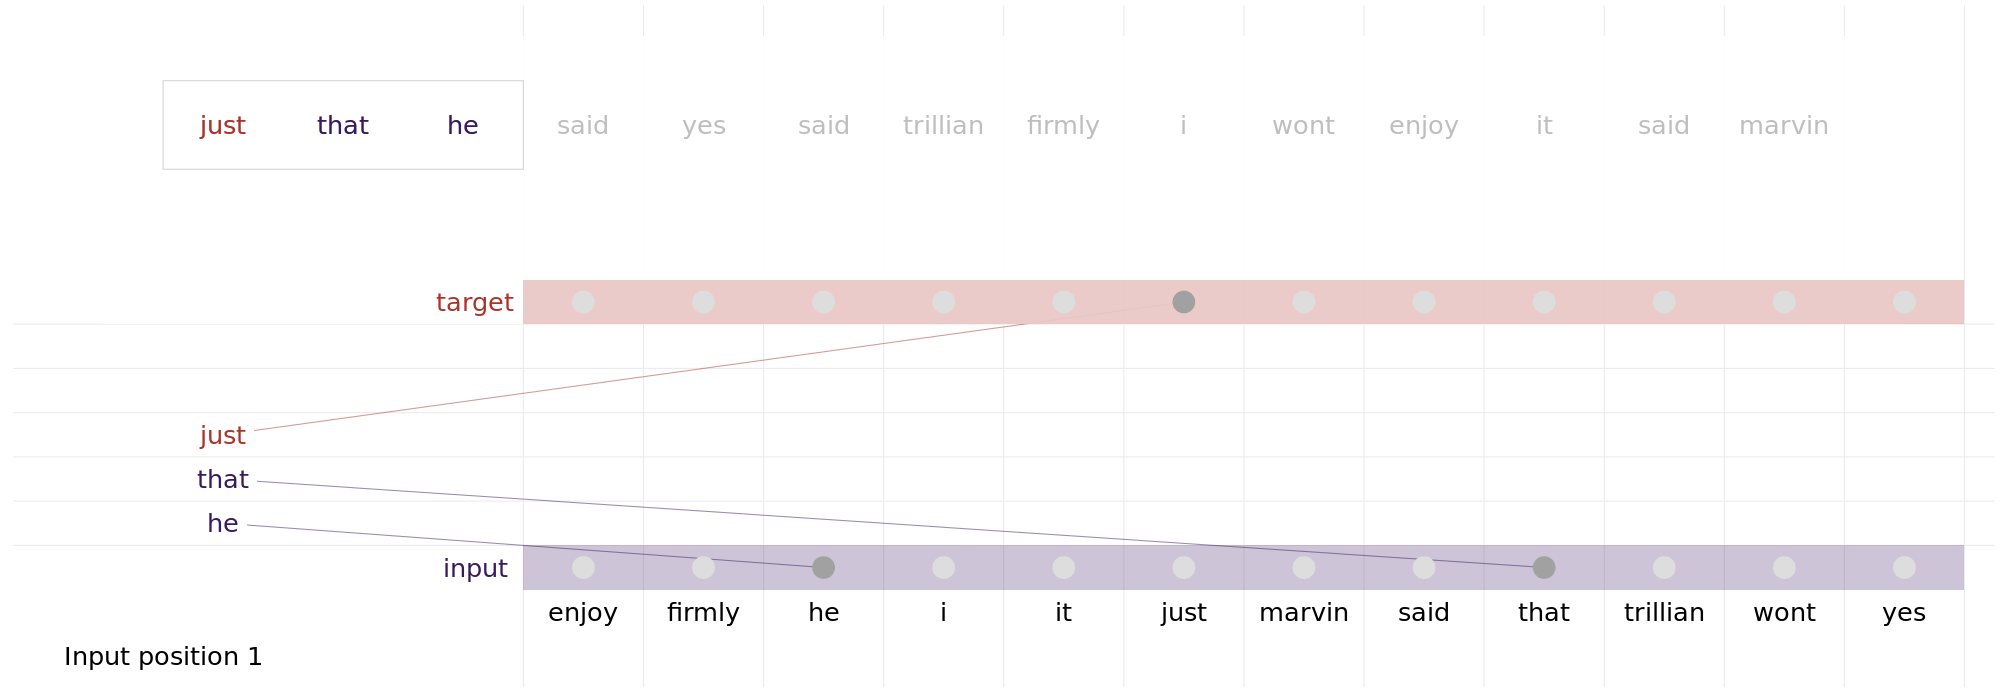 just that he said yes said trillian firmly i wont enjoy it said marvin
target
just
that
he
input
enjoy firmly he i it just marvin said that trillian wont yes
Input position 1